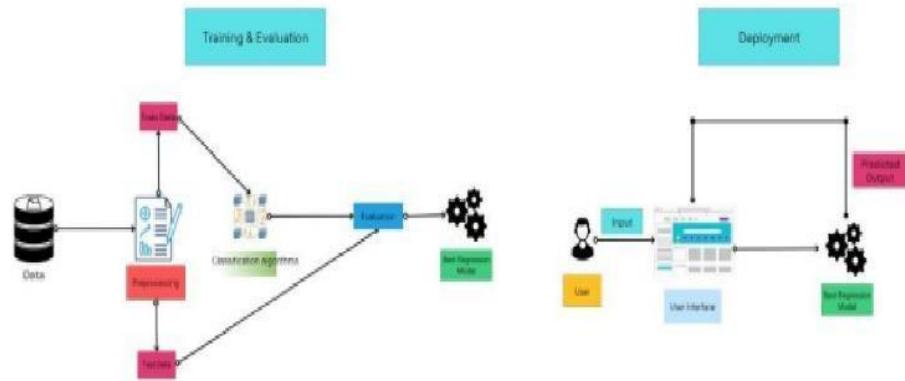 Training & Evaluation
Deployment
Train Data
Predicted
Output
Input
Evaluation
Data
Classification algorithms
Preprocessing
Best Regression
Model
User
User Interface
Best Regression
Model
Test Data